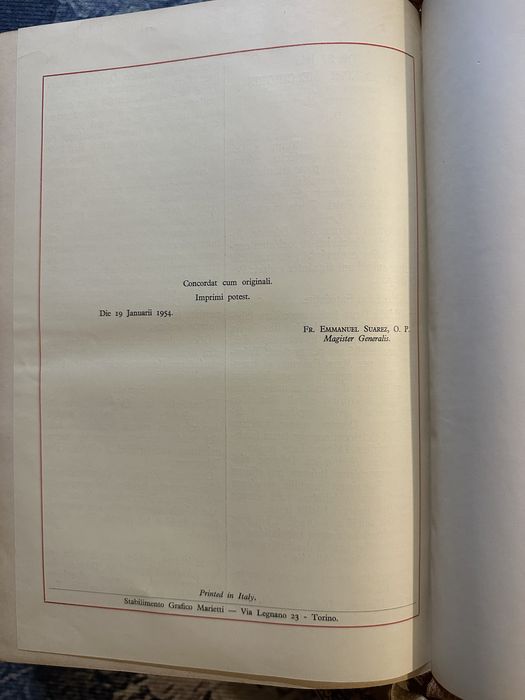 Concordat cum originali.
Imprimi potest.
Die 19 Januarii 1954.
Fr. Emmanuel Suarez, O. P.
Magister Generalis.
Printed in Italy.
Stabilimento Grafico Marietti — Via Legnano 23 - Torino.